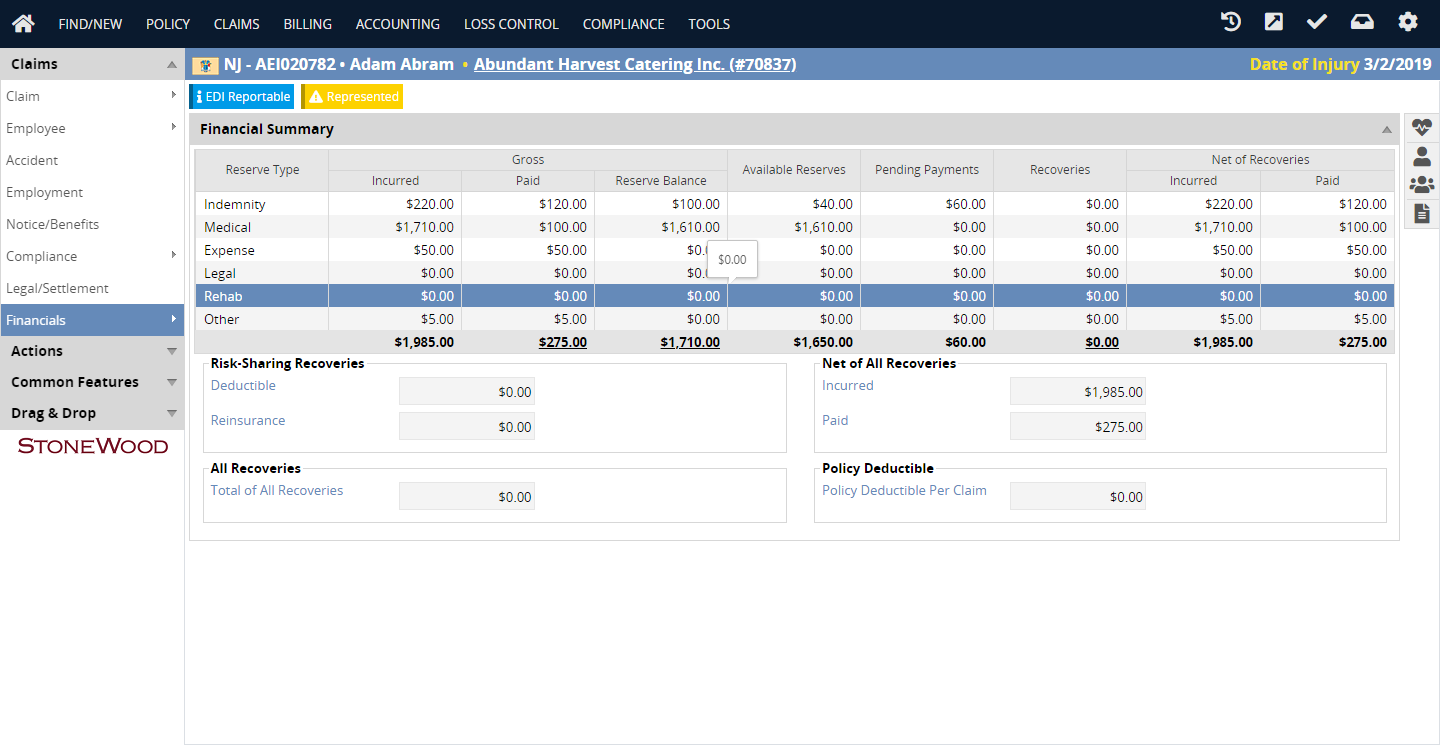 FIND/NEW POLICY CLAIMS BILLING ACCOUNTING LOSS CONTROL COMPLIANCE TOOLS
Claims
Claim
Employee
Accident
Employment
Notice/Benefits
Compliance
Legal/Settlement
Financials
Actions
Common Features
Drag & Drop
STONEWOOD
NJ - AEI020782 • Adam Abram • Abundant Harvest Catering Inc. (#70837) Date of Injury 3/2/2019
EDI Reportable Represented
Financial Summary
Reserve Type Gross Available Reserves Pending Payments Recoveries Net of Recoveries
Incurred Paid Reserve Balance Incurred Paid
Indemnity $220.00 $120.00 $100.00 $40.00 $60.00 $0.00 $220.00 $120.00
Medical $1,710.00 $100.00 $1,610.00 $1,610.00 $0.00 $0.00 $1,710.00 $100.00
Expense $50.00 $50.00 $0. $0.00 $0.00 $0.00 $50.00 $50.00
$0.00
Legal $0.00 $0.00 $0. $0.00 $0.00 $0.00 $0.00 $0.00
Rehab $0.00 $0.00 $0.00 $0.00 $0.00 $0.00 $0.00 $0.00
Other $5.00 $5.00 $0.00 $0.00 $0.00 $0.00 $5.00 $5.00
$1,985.00 $275.00 $1,710.00 $1,650.00 $60.00 $0.00 $1,985.00 $275.00
Risk-Sharing Recoveries
Deductible $0.00
Reinsurance $0.00
Net of All Recoveries
Incurred $1,985.00
Paid $275.00
All Recoveries
Total of All Recoveries $0.00
Policy Deductible
Policy Deductible Per Claim $0.00